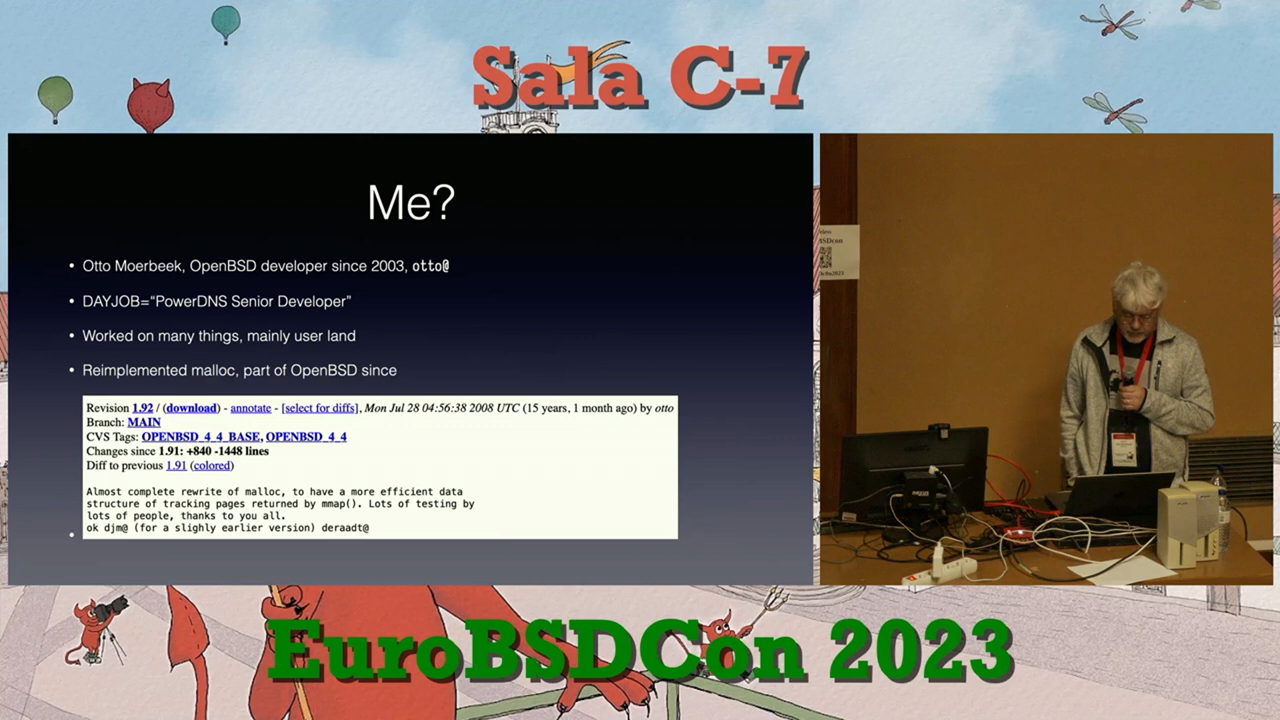 Sala C-7
Me?
• Otto Moerbeek, OpenBSD developer since 2003, otto@
• DAYJOB=“PowerDNS Senior Developer”
• Worked on many things, mainly user land
• Reimplemented malloc, part of OpenBSD since
Revision 1.92 / (download) - annotate - [select for diffs], Mon Jul 28 04:56:38 2008 UTC (15 years, 1 month ago) by otto
Branch: MAIN
CVS Tags: OPENBSD_4_4_BASE, OPENBSD_4_4
Changes since 1.91: +840 -1448 lines
Diff to previous 1.91 (colored)
Almost complete rewrite of malloc, to have a more efficient data
structure of tracking pages returned by mmap(). Lots of testing by
lots of people, thanks to you all.
ok djm@ (for a slighly earlier version) deraadt@
•
BSDcon
EuroBSDCon 2023